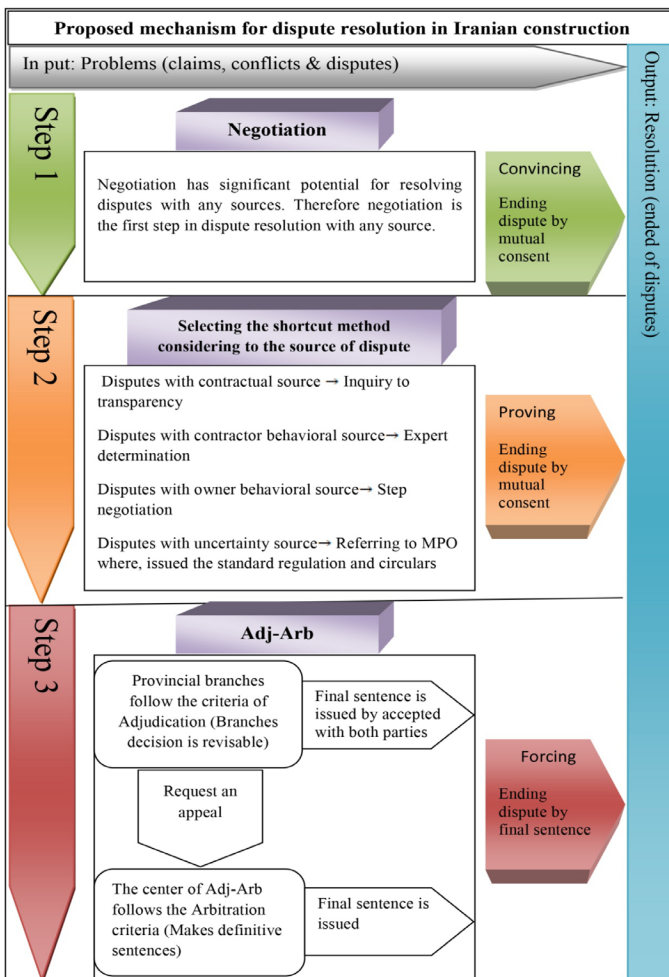 Proposed mechanism for dispute resolution in Iranian construction
In put: Problems (claims, conflicts & disputes)
Output: Resolution (ended of disputes)
Step 1
Negotiation
Negotiation has significant potential for resolving
disputes with any sources. Therefore negotiation is
the first step in dispute resolution with any source.
Convincing
Ending
dispute by
mutual
consent
Step 2
Selecting the shortcut method
considering to the source of dispute
Disputes with contractual source → Inquiry to
transparency
Disputes with contractor behavioral source→ Expert
determination
Disputes with owner behavioral source→ Step
negotiation
Disputes with uncertainty source→ Referring to MPO
where, issued the standard regulation and circulars
Proving
Ending
dispute by
mutual
consent
Step 3
Adj-Arb
Provincial branches
follow the criteria of
Adjudication (Branches
decision is revisable)
Final sentence is
issued by accepted
with both parties
Request an
appeal
The center of Adj-Arb
follows the Arbitration
criteria (Makes definitive
sentences)
Final sentence is
issued
Forcing
Ending
dispute by
final sentence